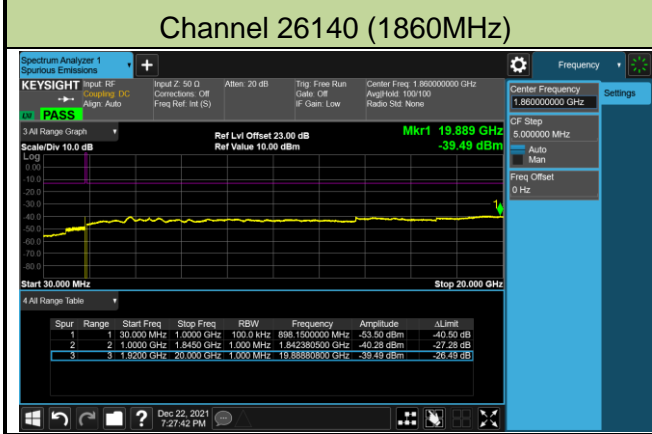 Channel 26140 (1860MHz)
Spectrum Analyzer 1
Spurious Emissions
Frequency
KEYSIGHT Input: RF Input Z: 50 Ω Atten: 20 dB Trig: Free Run Center Freq: 1.860000000 GHz
Coupling: DC Corrections: Off Gate: Off Avg|Hold: 100/100
Align: Auto Freq Ref: Int (S) IF Gain: Low Radio Std: None
PASS
Center Frequency
1.860000000 GHz
Settings
CF Step
5.000000 MHz
Auto
Man
Freq Offset
0 Hz
3 All Range Graph
Ref Lvl Offset 23.00 dB
Mkr1 19.889 GHz
Scale/Div 10.0 dB
Ref Value 10.00 dBm
-39.49 dBm
Log
0.00
-10.0
-20.0
-30.0
-40.0
-50.0
-60.0
-70.0
-80.0
1
Start 30.000 MHz
Stop 20.000 GHz
4 All Range Table
Spur Range Start Freq Stop Freq RBW Frequency Amplitude ΔLimit
1 1 30.000 MHz 1.0000 GHz 100.0 kHz 898.1500000 MHz -53.50 dBm -40.50 dB
2 2 1.0000 GHz 1.8450 GHz 1.000 MHz 1.842380500 GHz -40.28 dBm -27.28 dB
3 3 1.9200 GHz 20.000 GHz 1.000 MHz 19.88880800 GHz -39.49 dBm -26.49 dB
Dec 22, 2021
7:27:42 PM